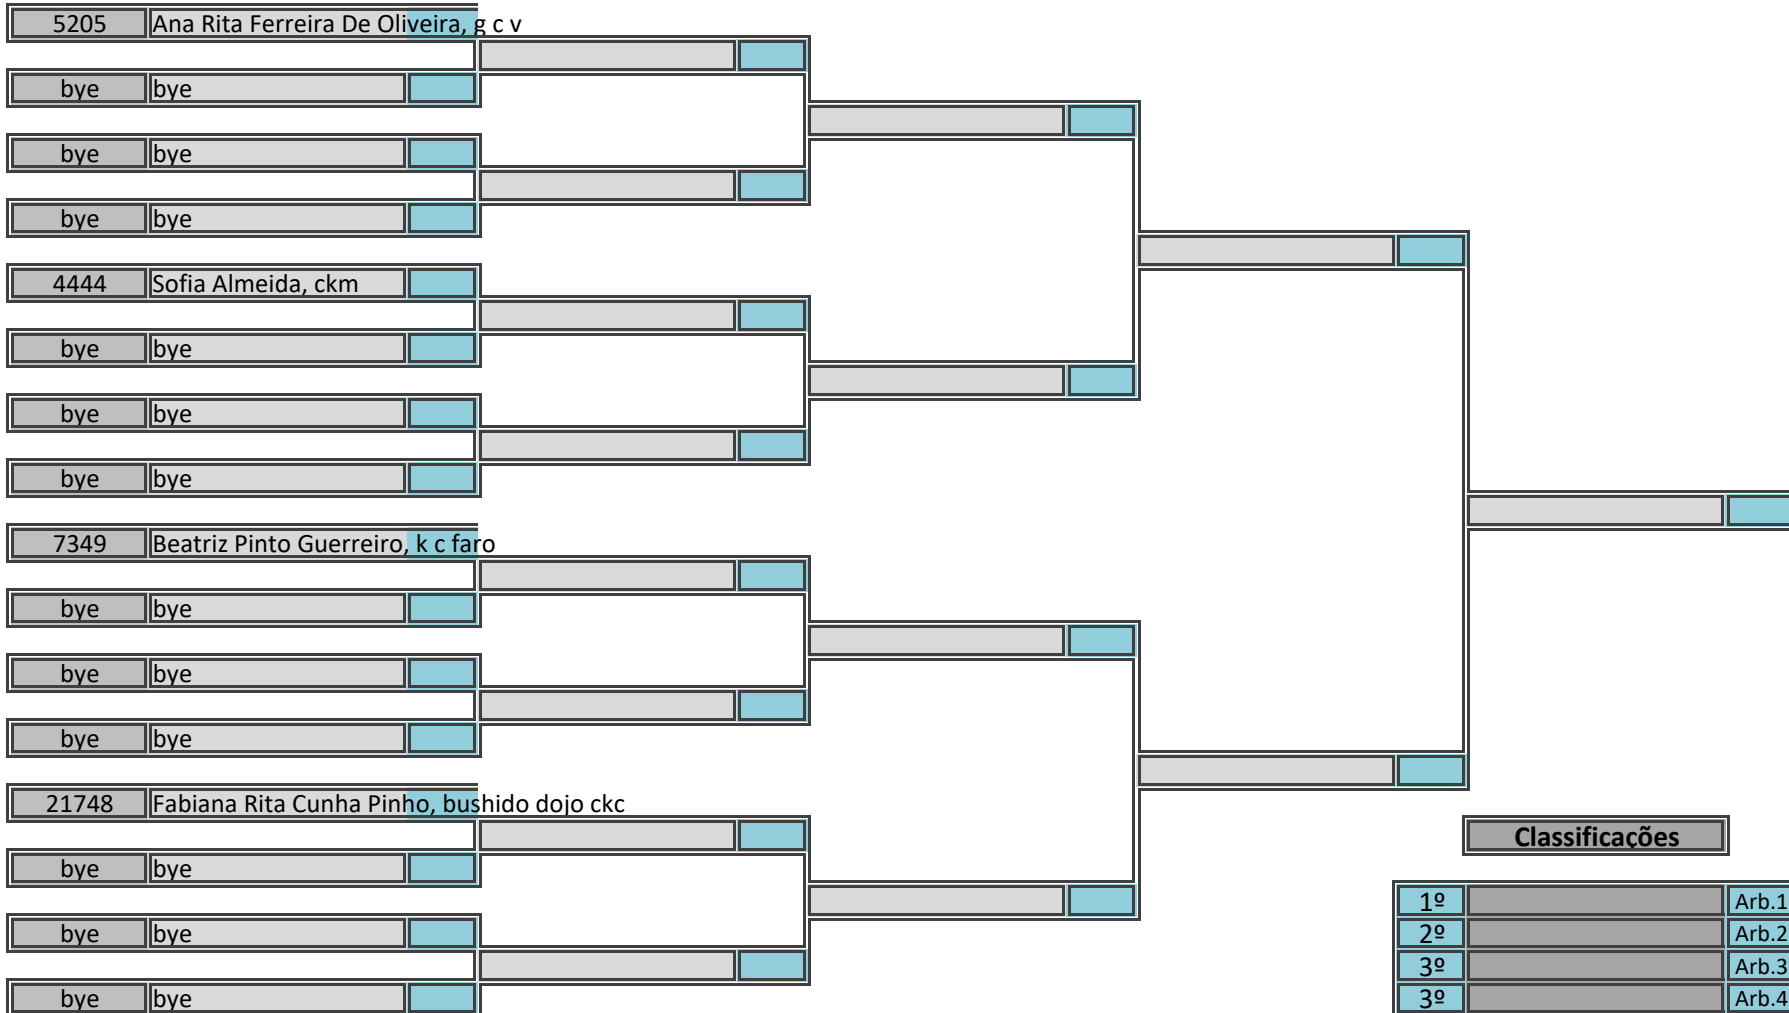 5205 Ana Rita Ferreira De Oliveira, g c v
bye bye
bye bye
bye bye
4444 Sofia Almeida, ckm
bye bye
bye bye
bye bye
7349 Beatriz Pinto Guerreiro, k c faro
bye bye
bye bye
bye bye
21748 Fabiana Rita Cunha Pinho, bushido dojo ckc
bye bye
bye bye
bye bye
Classificações
1º Arb.1
2º Arb.2
3º Arb.3
3º Arb.4